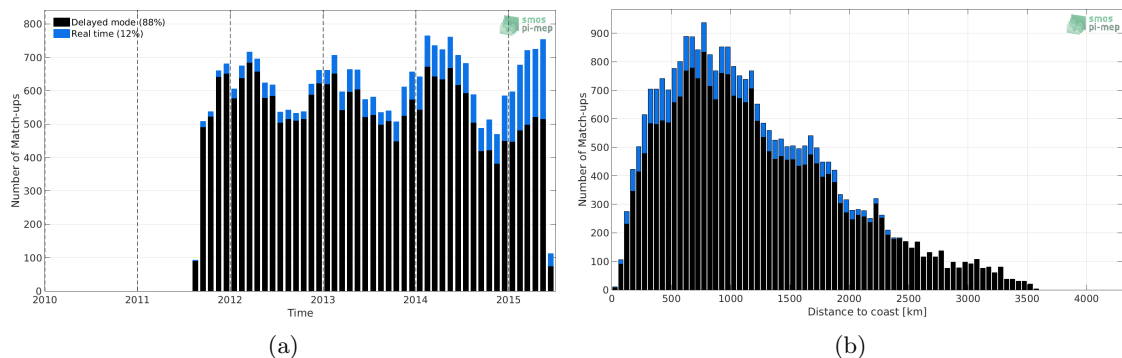 Delayed mode (88%)
Real time (12%)
smos
pi-mep
Number of Match-ups
800
700
600
500
400
300
200
100
0
2010 2011 2012 2013 2014 2015
Time
(a)
smos
pi-mep
Number of Match-ups
900
800
700
600
500
400
300
200
100
0
0 500 1000 1500 2000 2500 3000 3500 4000
Distance to coast [km]
(b)